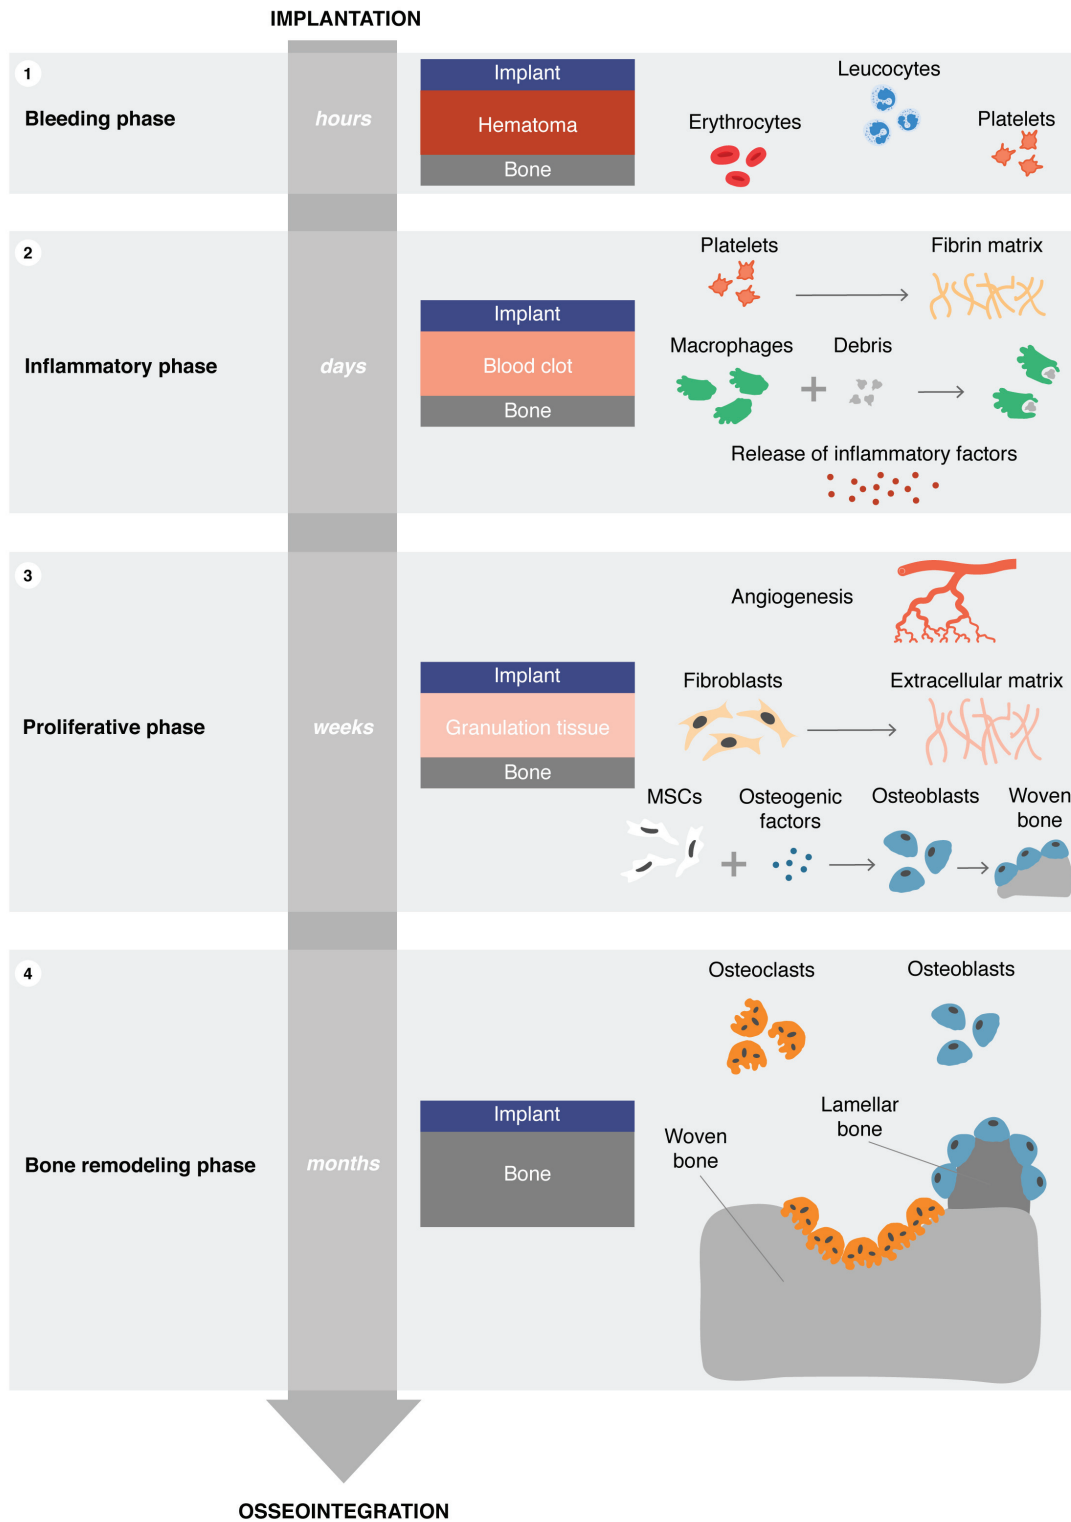 IMPLANTATION
1
Bleeding phase
hours
Implant
Hematoma
Bone
Erythrocytes
Leucocytes
Platelets
2
Inflammatory phase
days
Implant
Blood clot
Bone
Platelets
Fibrin matrix
Macrophages
Debris
Release of inflammatory factors
3
Proliferative phase
weeks
Implant
Granulation tissue
Bone
Angiogenesis
Fibroblasts
Extracellular matrix
MSCs
Osteogenic
factors
Osteoblasts
Woven
bone
4
Bone remodeling phase
months
Implant
Bone
Osteoclasts
Osteoblasts
Lamellar
bone
Woven
bone
OSSEOINTEGRATION